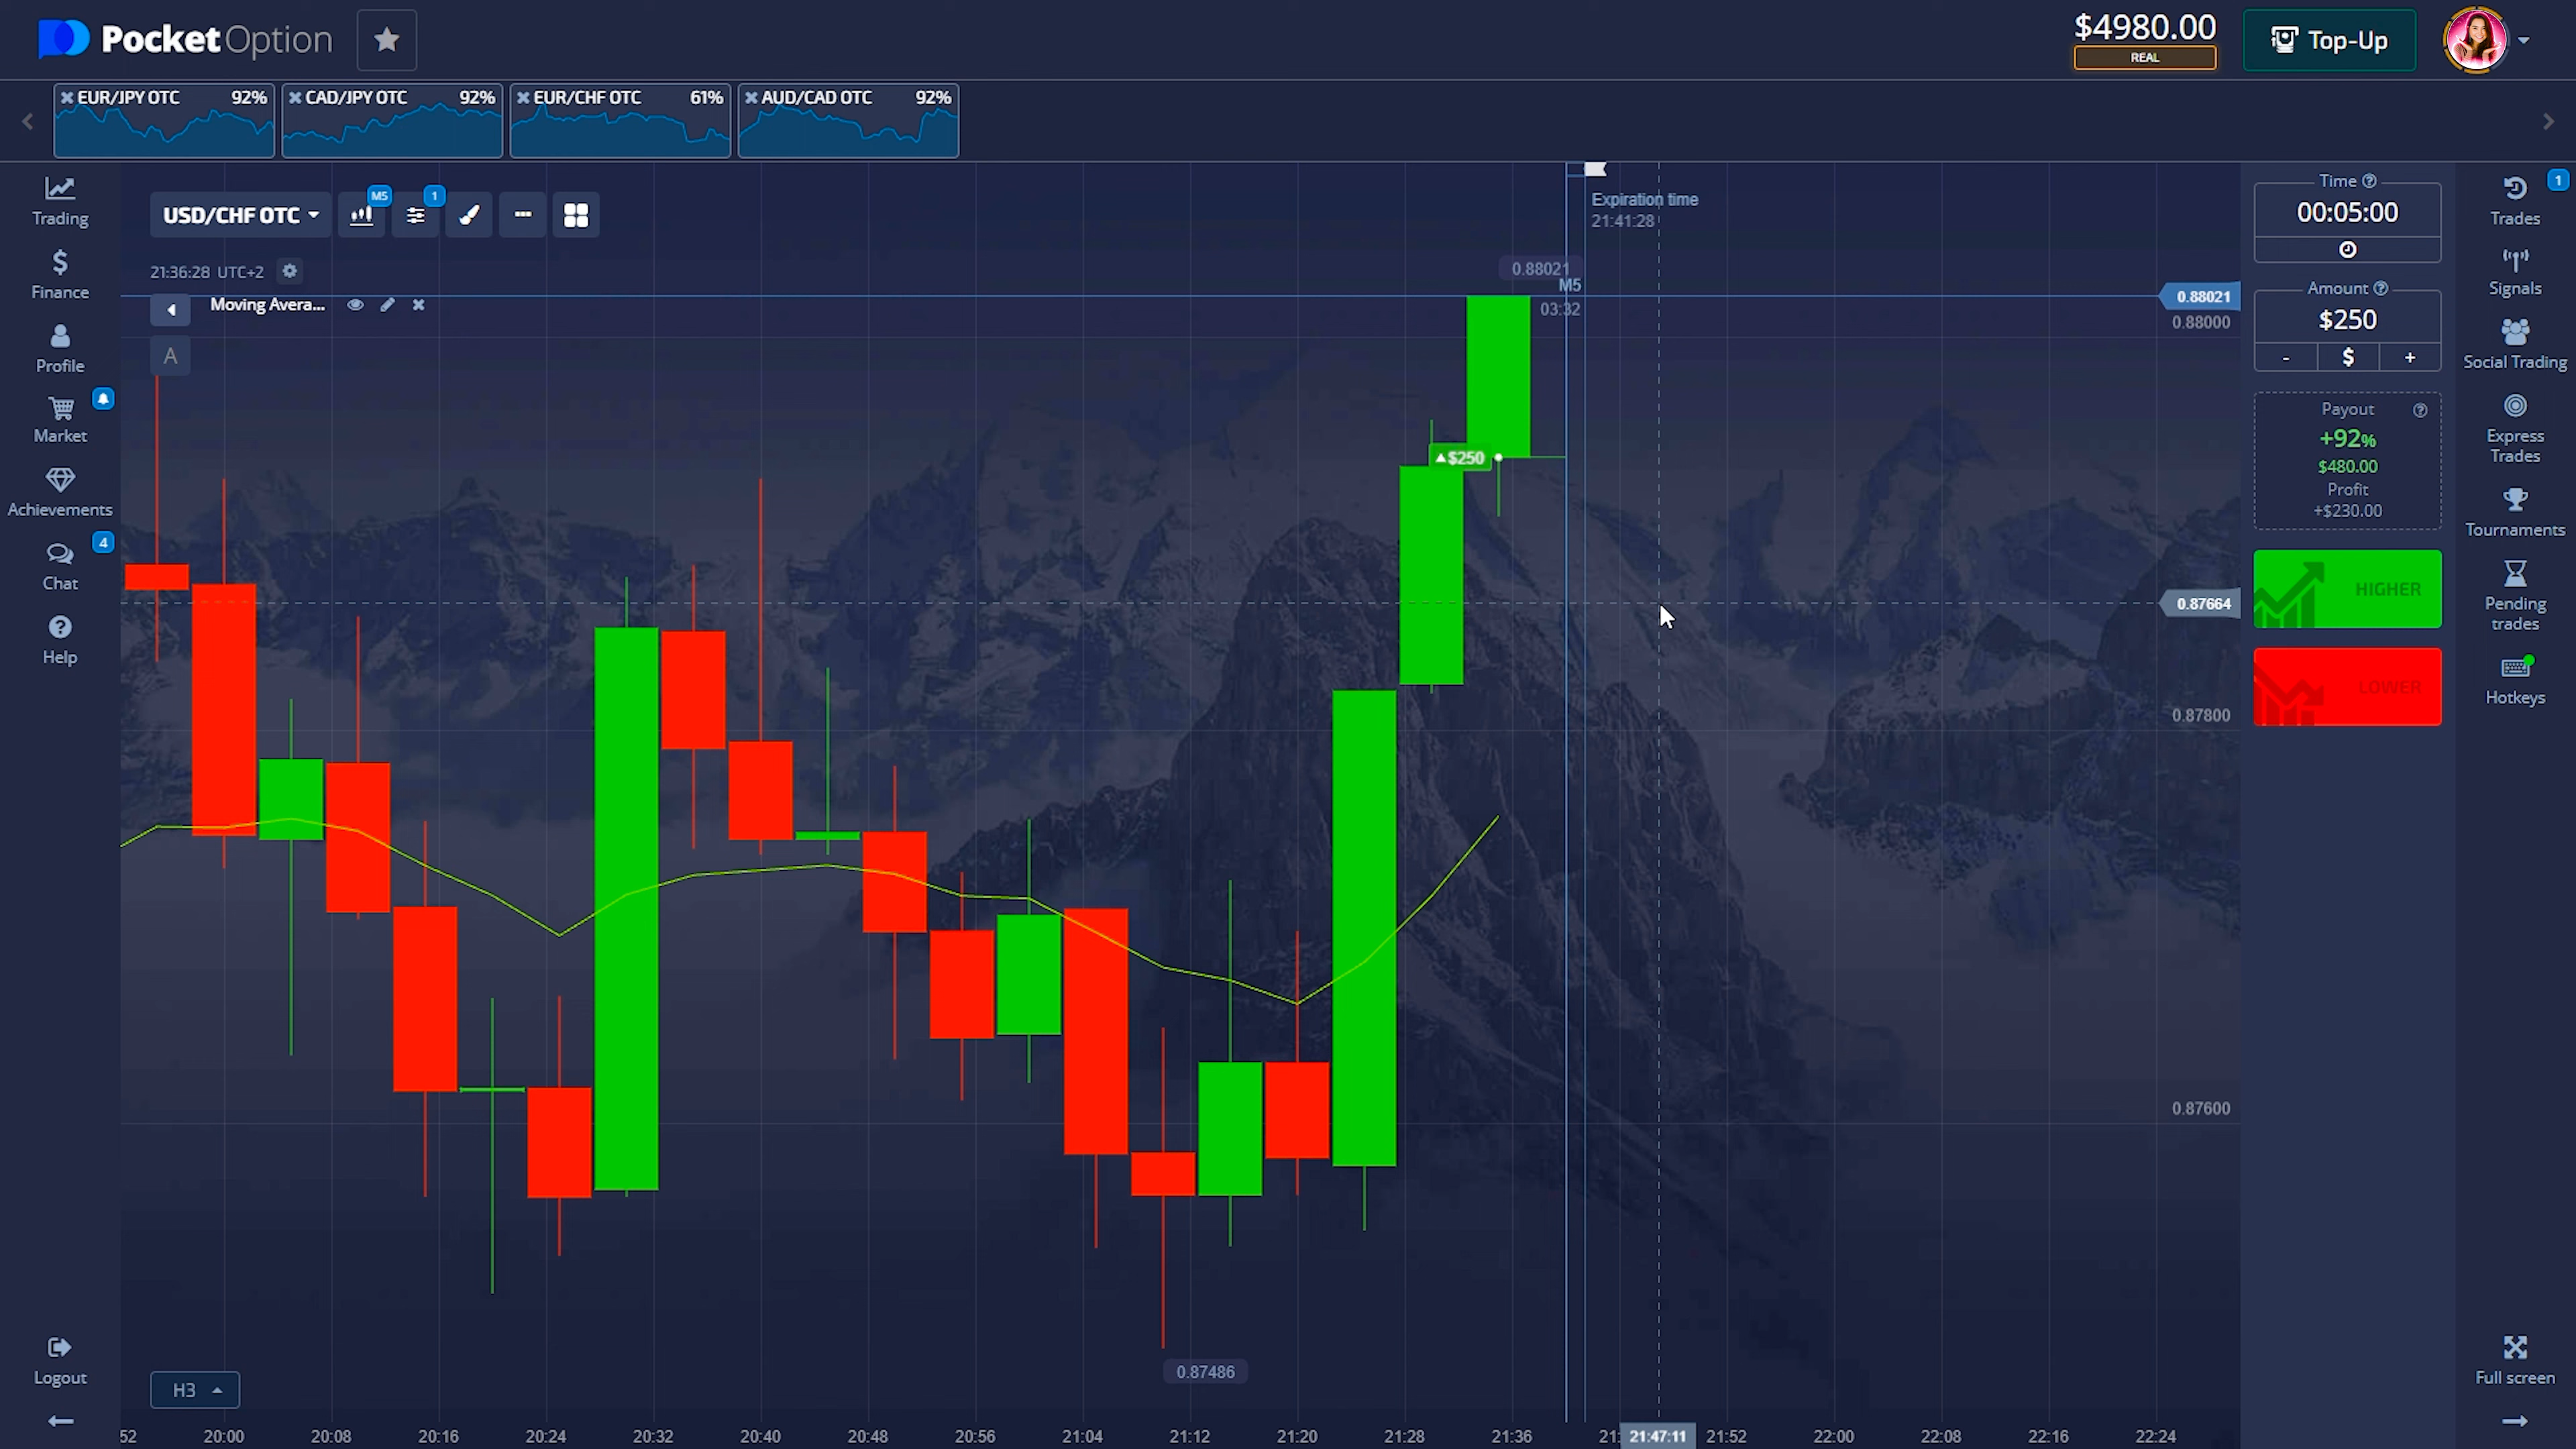 PocketOption
$4980.00
REAL
Top-Up
EUR/JPY OTC 92%
CAD/JPY OTC 92%
EUR/CHF OTC 61%
AUD/CAD OTC 92%
Trading
Finance
Profile
Market
Achievements
4
Chat
Help
Logout
USD/CHF OTC
M5
1
21:36:28 UTC+2
Moving Avera...
A
Expiration time
21:41:28
0.88021
M5
03:32
$250
0.88021
0.88000
0.87664
0.87800
0.87600
0.87486
H3
52 20:00 20:08 20:16 20:24 20:32 20:40 20:48 20:56 21:04 21:12 21:20 21:28 21:36 21: 21:47:11 21:52 22:00 22:08 22:16 22:24
Time
00:05:00
Amount
$250
- $ +
Payout
+92%
$480.00
Profit
+$230.00
HIGHER
LOWER
1
Trades
Signals
Social Trading
Express
Trades
Tournaments
Pending
trades
Hotkeys
Full screen